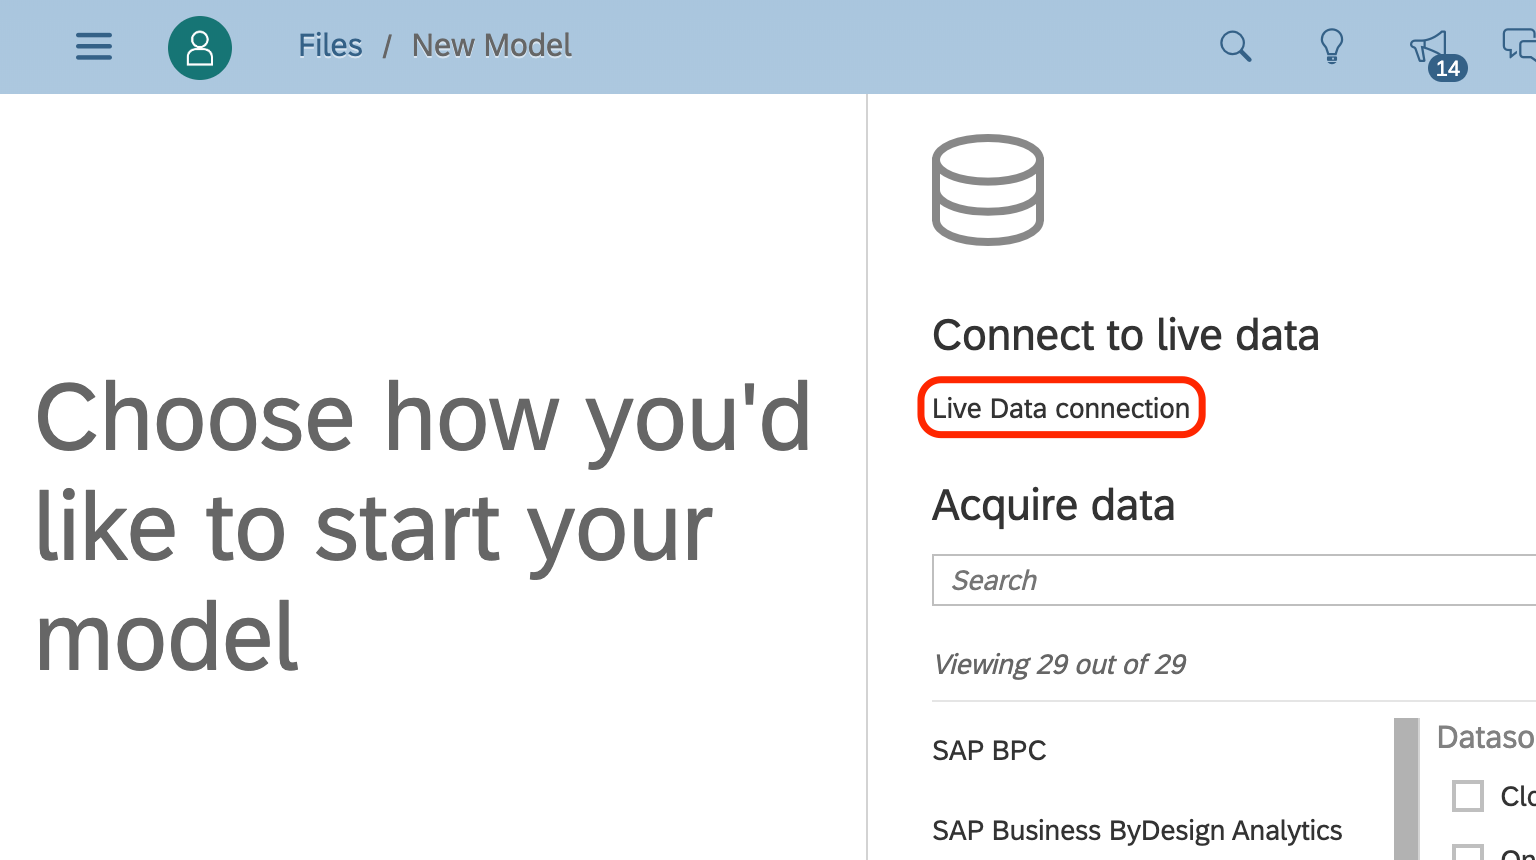 Files / New Model
14
Choose how you'd
like to start your
model
Connect to live data
Live Data connection
Acquire data
Search
Viewing 29 out of 29
SAP BPC
SAP Business ByDesign Analytics
Dataso
Clo